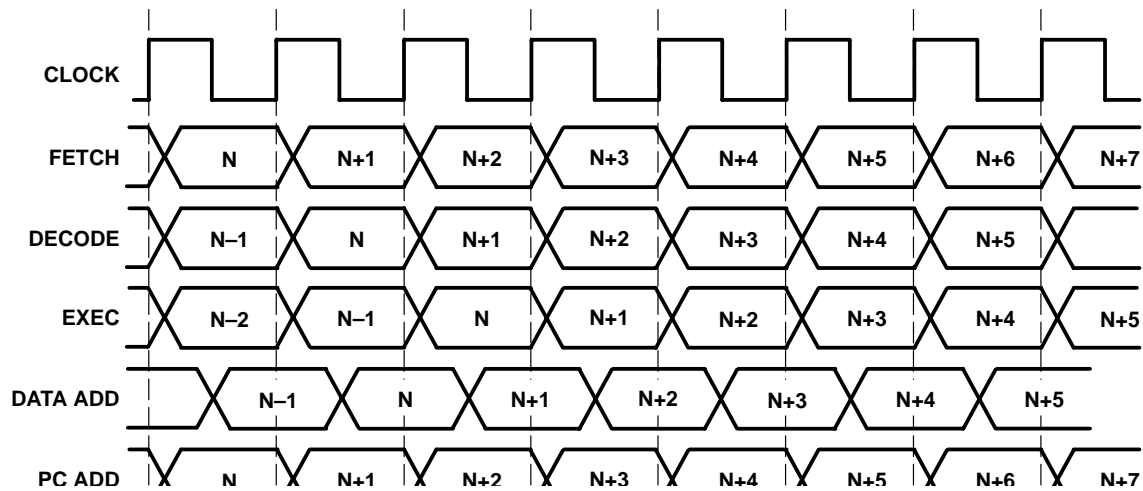 CLOCK
FETCH N N+1 N+2 N+3 N+4 N+5 N+6 N+7
DECODE N–1 N N+1 N+2 N+3 N+4 N+5
EXEC N–2 N–1 N N+1 N+2 N+3 N+4 N+5
DATA ADD N–1 N N+1 N+2 N+3 N+4 N+5
PC ADD N N+1 N+2 N+3 N+4 N+5 N+6 N+7